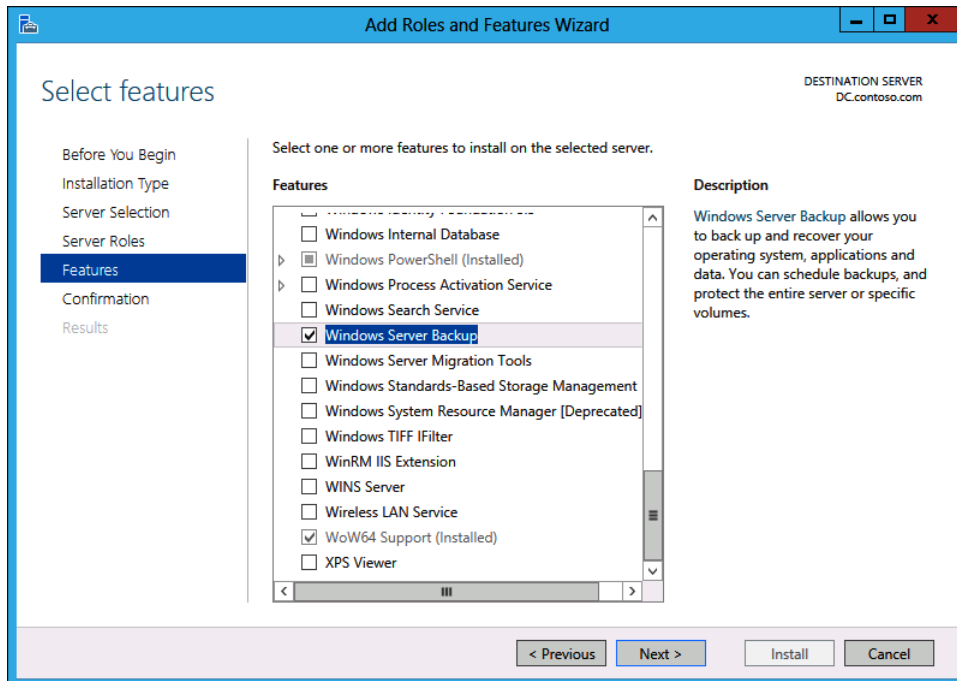 Add Roles and Features Wizard
Select features
DESTINATION SERVER
DC.contoso.com
Before You Begin
Installation Type
Server Selection
Server Roles
Features
Confirmation
Results
Select one or more features to install on the selected server.
Features
Windows Internal Database
Windows PowerShell (Installed)
Windows Process Activation Service
Windows Search Service
Windows Server Backup
Windows Server Migration Tools
Windows Standards-Based Storage Management
Windows System Resource Manager [Deprecated]
Windows TIFF IFilter
WinRM IIS Extension
WINS Server
Wireless LAN Service
WoW64 Support (Installed)
XPS Viewer
Description
Windows Server Backup allows you
to back up and recover your
operating system, applications and
data. You can schedule backups, and
protect the entire server or specific
volumes.
< Previous
Next >
Install
Cancel